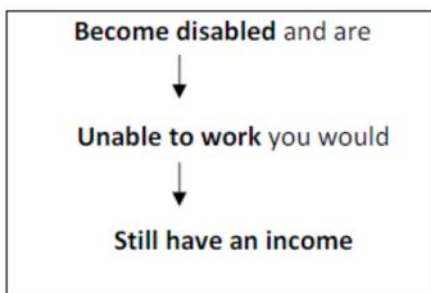 Become disabled and are
Unable to work you would
Still have an income